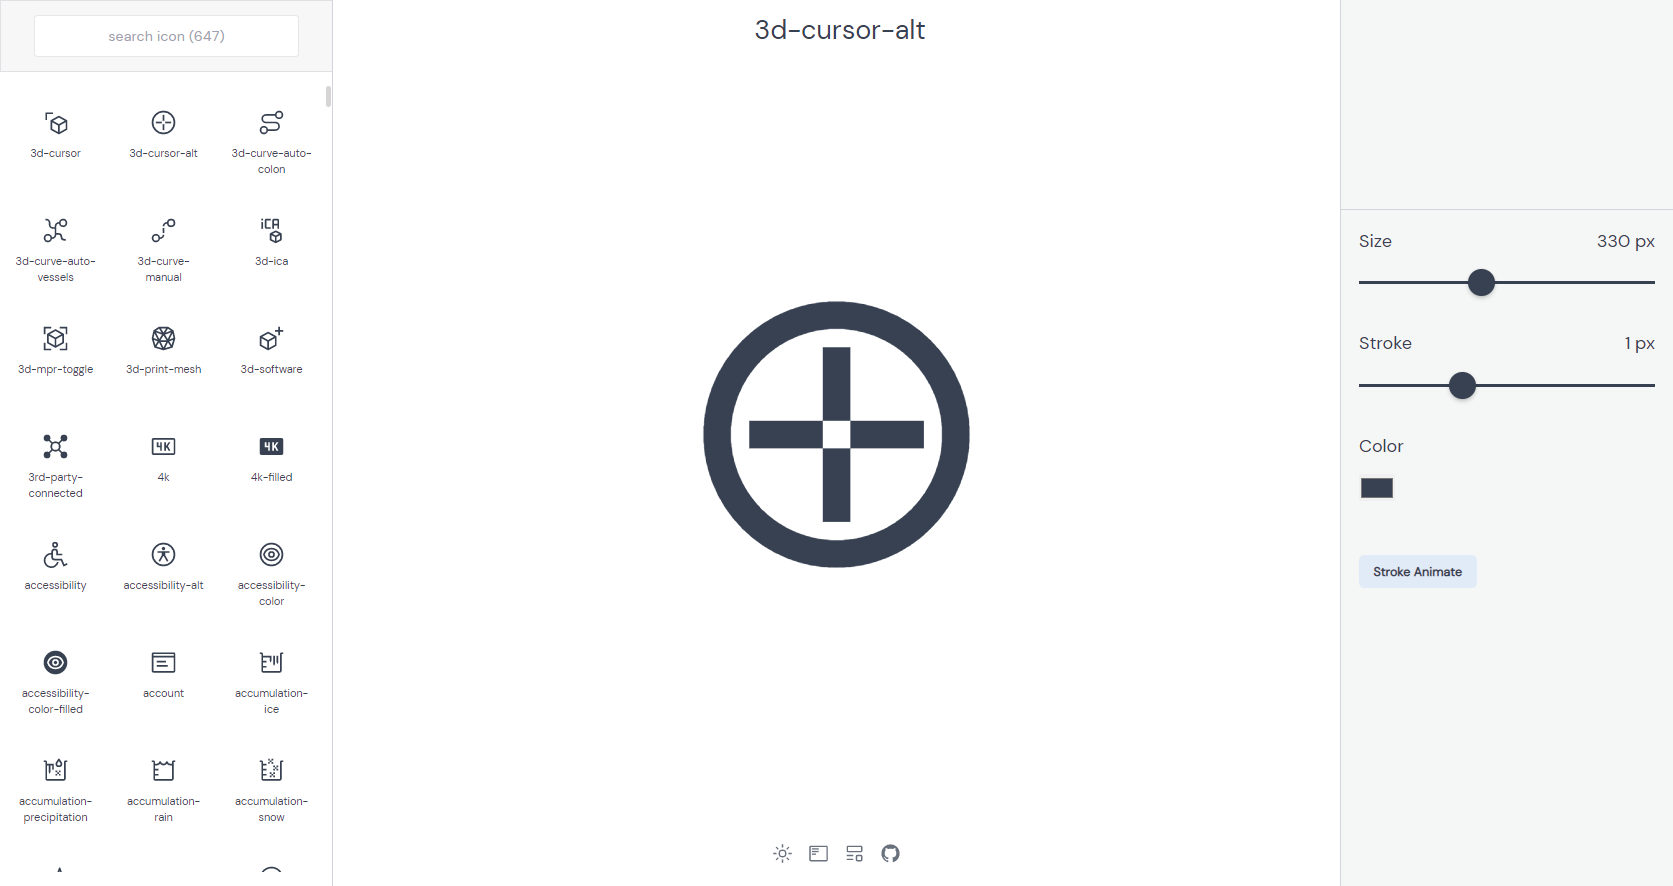 search icon (647)
3d-cursor-alt
3d-cursor
3d-cursor-alt
3d-curve-auto-
colon
3d-curve-auto-
vessels
3d-curve-
manual
iCA
3d-ica
3d-mpr-toggle
3d-print-mesh
3d-software
3rd-party-
connected
4K
4k
4K
4k-filled
accessibility
accessibility-alt
accessibility-
color
accessibility-
color-filled
account
accumulation-
ice
accumulation-
precipitation
accumulation-
rain
accumulation-
snow
Size
330 px
Stroke
1 px
Color
Stroke Animate